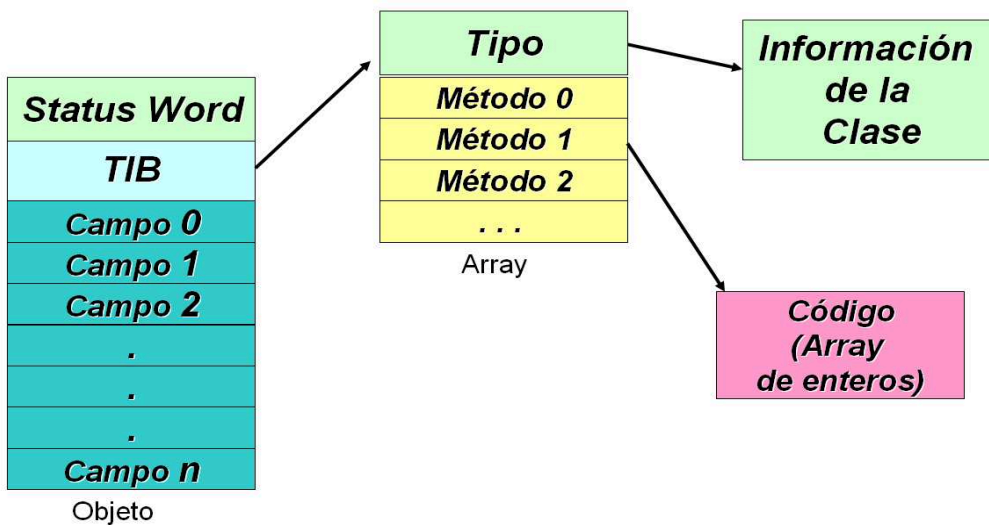 Status Word
TIB
Campo 0
Campo 1
Campo 2
.
.
.
Campo n
Objeto
Tipo
Método 0
Método 1
Método 2
. . .
Array
Información
de la
Clase
Código
(Array
de enteros)